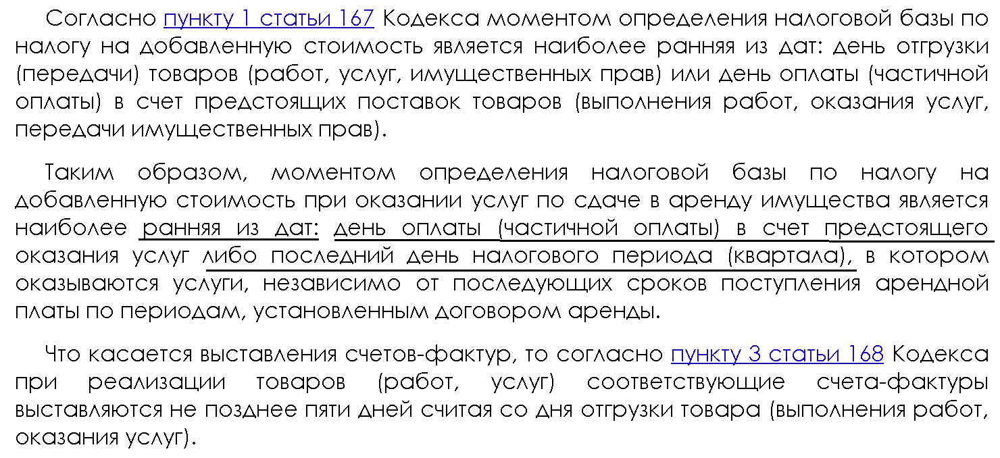 Согласно пункту 1 статьи 167 Кодекса моментом определения налоговой базы по
налогу на добавленную стоимость является наиболее ранняя из дат: день отгрузки
(передачи) товаров (работ, услуг, имущественных прав) или день оплаты (частичной
оплаты) в счет предстоящих поставок товаров (выполнения работ, оказания услуг,
передачи имущественных прав).
Таким образом, моментом определения налоговой базы по налогу на
добавленную стоимость при оказании услуг по сдаче в аренду имущества является
наиболее ранняя из дат: день оплаты (частичной оплаты) в счет предстоящего
оказания услуг либо последний день налогового периода (квартала), в котором
оказываются услуги, независимо от последующих сроков поступления арендной
платы по периодам, установленным договором аренды.
Что касается выставления счетов-фактур, то согласно пункту 3 статьи 168 Кодекса
при реализации товаров (работ, услуг) соответствующие счета-фактуры
выставляются не позднее пяти дней считая со дня отгрузки товара (выполнения работ,
оказания услуг).